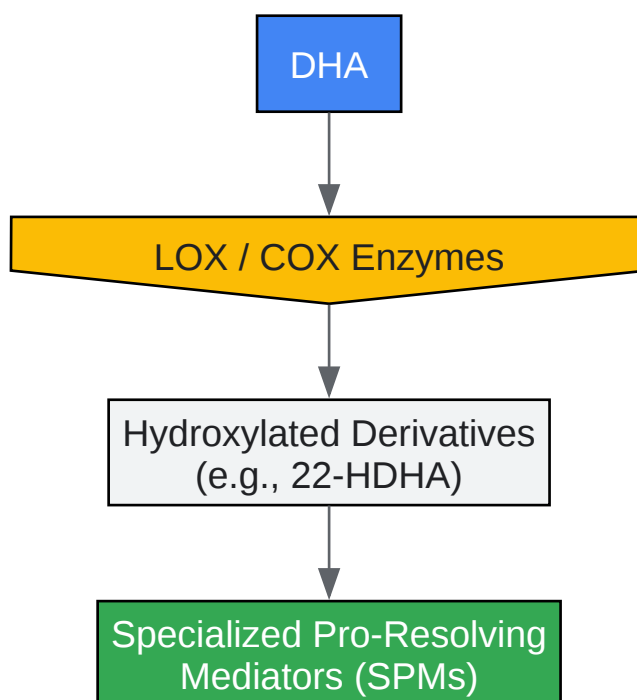 DHA
LOX / COX Enzymes
Hydroxylated Derivatives
(e.g., 22-HDHA)
Specialized Pro-Resolving
Mediators (SPMs)